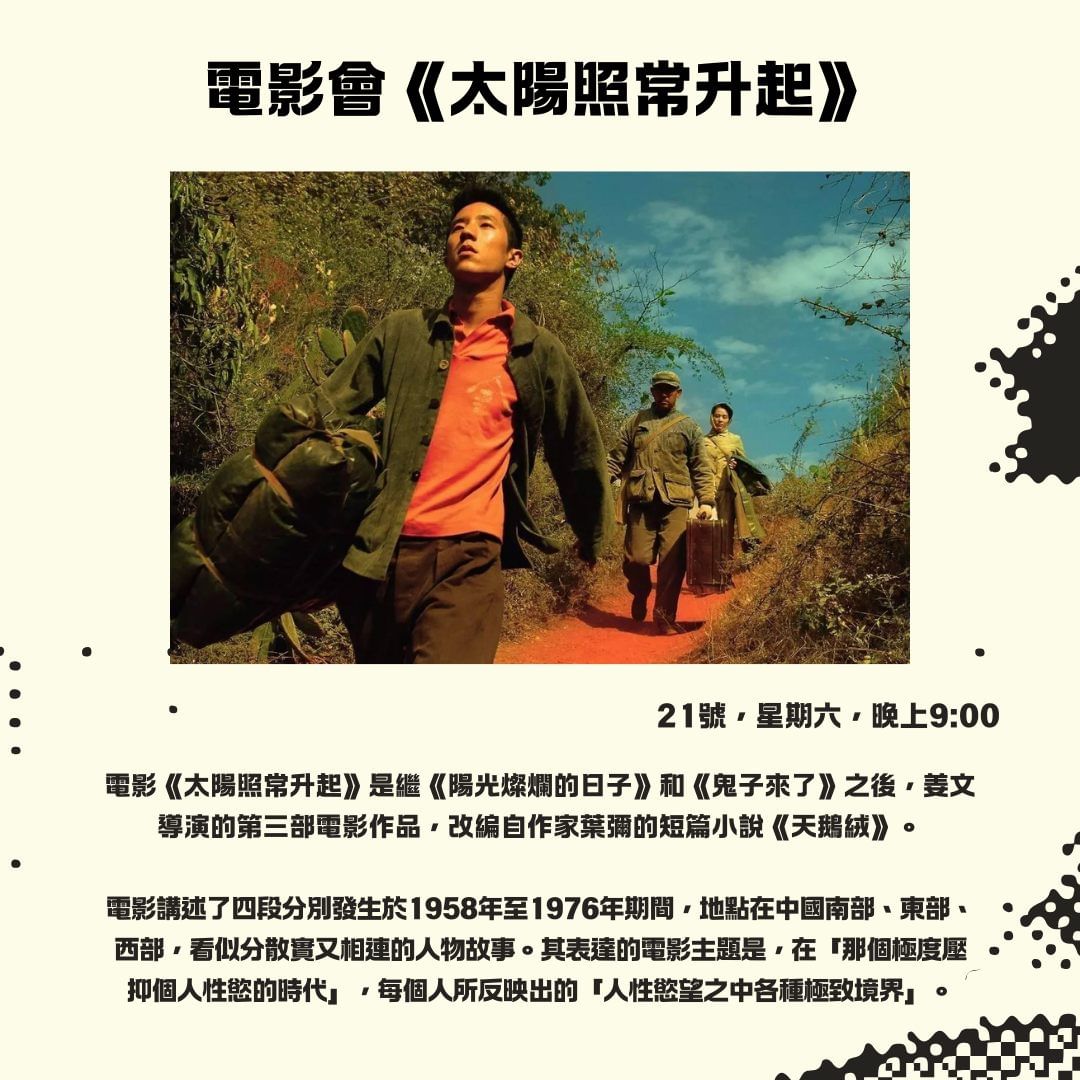 電影會《太陽照常升起》
21號，星期六，晚上9:00
電影《太陽照常升起》是繼《陽光燦爛的日子》和《鬼子來了》之後，姜文
導演的第三部電影作品，改編自作家葉彌的短篇小說《天鵝絨》。
電影講述了四段分別發生於1958年至1976年期間，地點在中國南部、東部、
西部，看似分散實又相連的人物故事。其表達的電影主題是，在「那個極度壓
抑個人性慾的時代」，每個人所反映出的「人性慾望之中各種極致境界」。